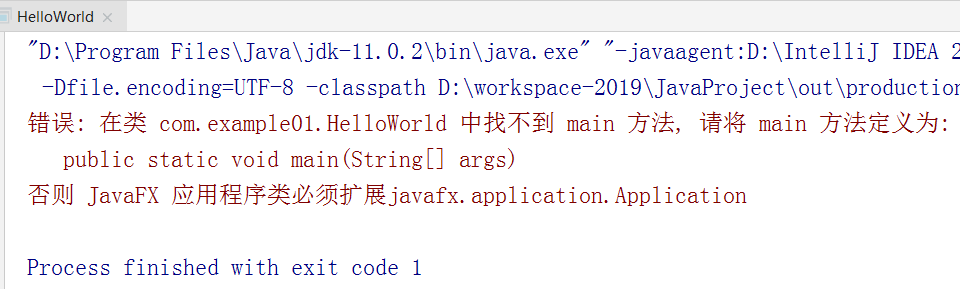 HelloWorld
"D:\Program Files\Java\jdk-11.0.2\bin\java.exe" "-javaagent:D:\IntelliJ IDEA 2
-Dfile.encoding=UTF-8 -classpath D:\workspace-2019\JavaProject\out\production
错误: 在类 com.example01.HelloWorld 中找不到 main 方法, 请将 main 方法定义为:
public static void main(String[] args)
否则 JavaFX 应用程序类必须扩展javafx.application.Application
Process finished with exit code 1